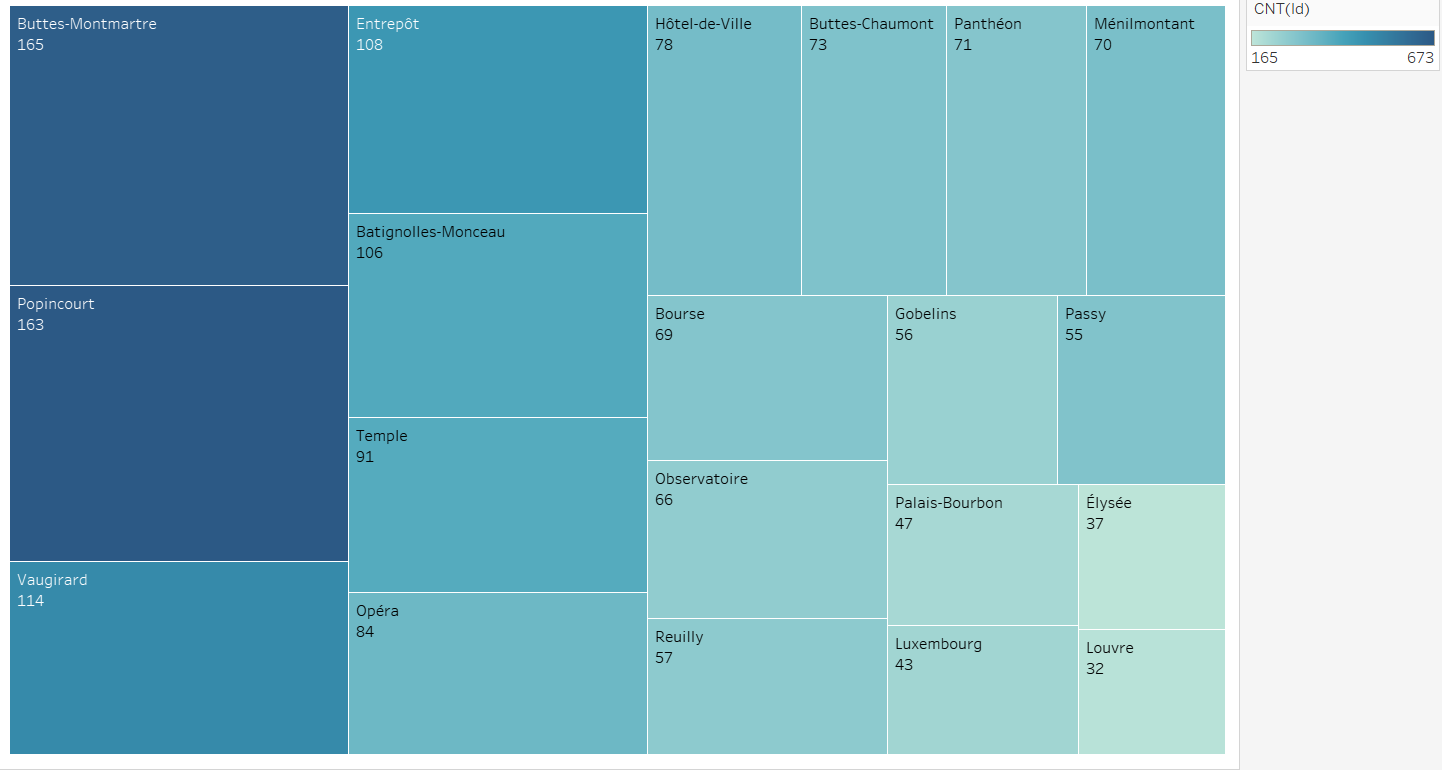 Buttes-Montmartre
165
Popincourt
163
Vaugirard
114
Entrepôt
108
Batignolles-Monceau
106
Temple
91
Opéra
84
Hôtel-de-Ville
78
Buttes-Chaumont
73
Panthéon
71
Ménilmontant
70
Bourse
69
Observatoire
66
Reuilly
57
Gobelins
56
Passy
55
Palais-Bourbon
47
Luxembourg
43
Élysée
37
Louvre
32
CNT(Id)
165 673